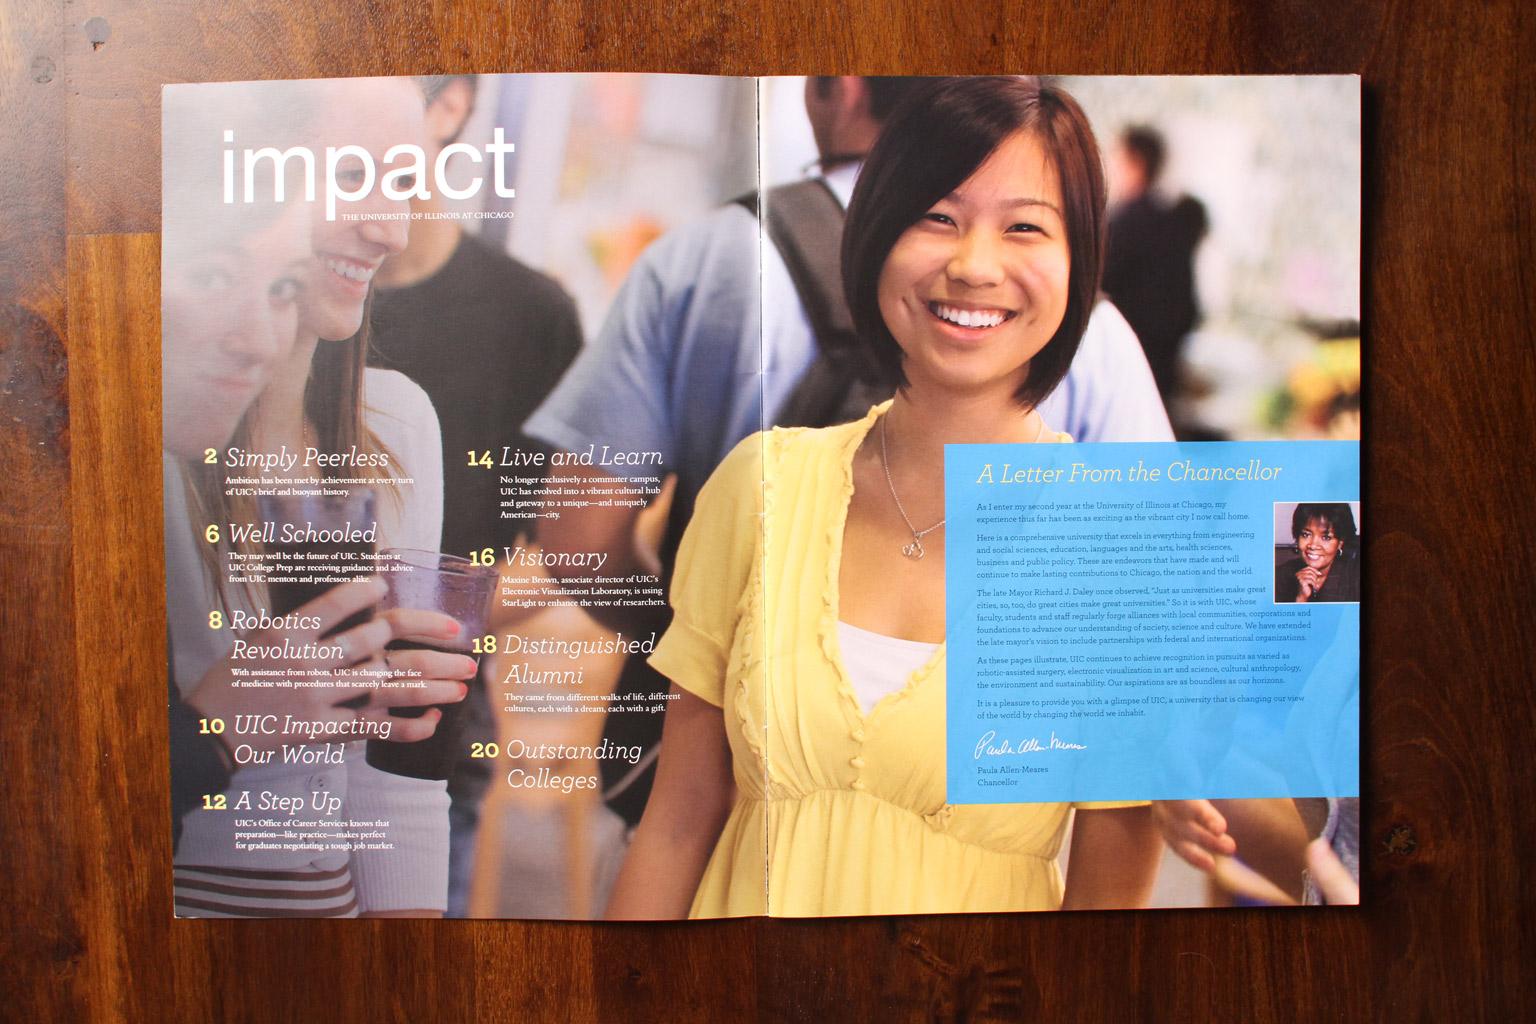 impact
THE UNIVERSITY OF ILLINOIS AT CHICAGO
2 Simply Peerless
Ambition has been met by achievement at every turn
of UIC's brief and buoyant history.
6 Well Schooled
They may well be the future of UIC. Students at
UIC College Prep are receiving guidance and advice
from UIC mentors and professors alike.
8 Robotics
Revolution
With assistance from robots, UIC is changing the face
of medicine with procedures that scarcely leave a mark.
10 UIC Impacting
Our World
12 A Step Up
UIC's Office of Career Services knows that
preparation—like practice—makes perfect
for graduates negotiating a tough job market.
14 Live and Learn
No longer exclusively a commuter campus,
UIC has evolved into a vibrant cultural hub
and gateway to a unique—and uniquely
American—city.
16 Visionary
Maxine Brown, associate director of UIC's
Electronic Visualization Laboratory, is using
StarLight to enhance the view of researchers.
18 Distinguished
Alumni
They came from different walks of life, different
cultures, each with a dream, each with a gift.
20 Outstanding
Colleges
A Letter From the Chancellor
As I enter my second year at the University of Illinois at Chicago, my
experience thus far has been as exciting as the vibrant city I now call home.
Here is a comprehensive university that excels in everything from engineering
and social sciences, education, languages and the arts, health sciences,
business and public policy. These are endeavors that have made and will
continue to make lasting contributions to Chicago, the nation and the world.
The late Mayor Richard J. Daley once observed, "Just as universities make great
cities, so, too, do great cities make great universities." So it is with UIC, whose
faculty, students and staff regularly forge alliances with local communities, corporations and
foundations to advance our understanding of society, science and culture. We have extended
the late mayor's vision to include partnerships with federal and international organizations.
As these pages illustrate, UIC continues to achieve recognition in pursuits as varied as
robotic-assisted surgery, electronic visualization in art and science, cultural anthropology,
the environment and sustainability. Our aspirations are as boundless as our horizons.
It is a pleasure to provide you with a glimpse of UIC, a university that is changing our view
of the world by changing the world we inhabit.
Paula Allen-Meares
Paula Allen-Meares
Chancellor